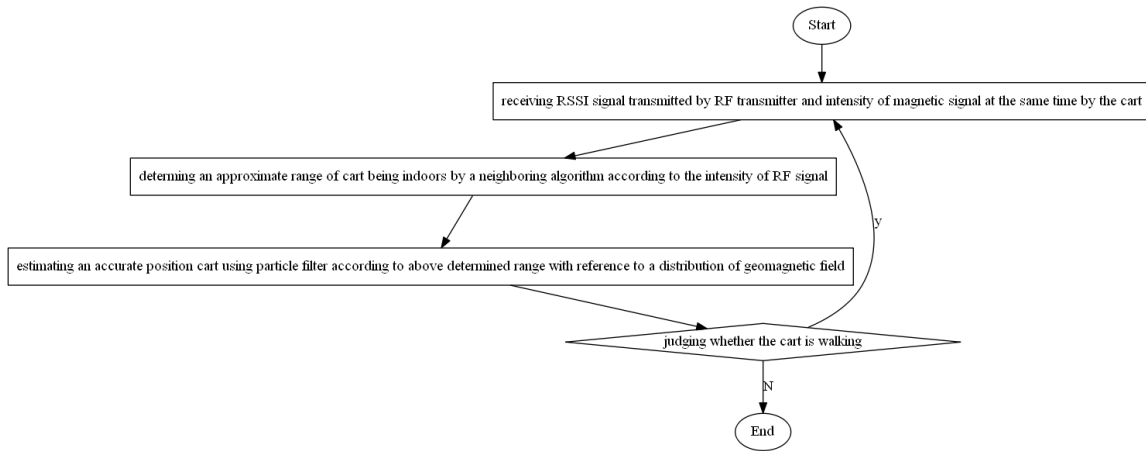 Start
receiving RSSI signal transmitted by RF transmitter and intensity of magnetic signal at the same time by the cart
determing an approximate range of cart being indoors by a neighboring algorithm according to the intensity of RF signal
y
estimating an accurate position cart using particle filter according to above determined range with reference to a distribution of geomagnetic field
judging whether the cart is walking
N
End